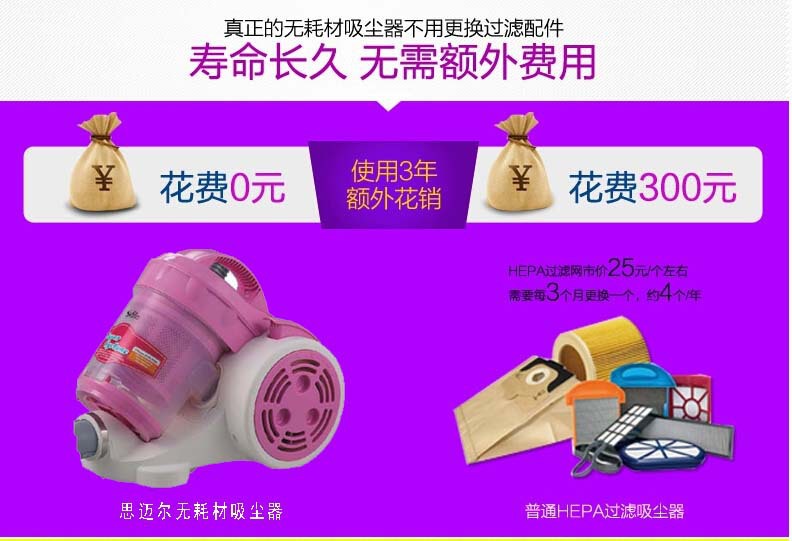 真正的无耗材吸尘器不用更换过滤配件
寿命长久 无需额外费用
¥
花费0元
使用3年
额外花销
¥
花费300元
HEPA过滤网市价25元/个左右
需要每3个月更换一个，约4个/年
思迈尔无耗材吸尘器
普通HEPA过滤吸尘器